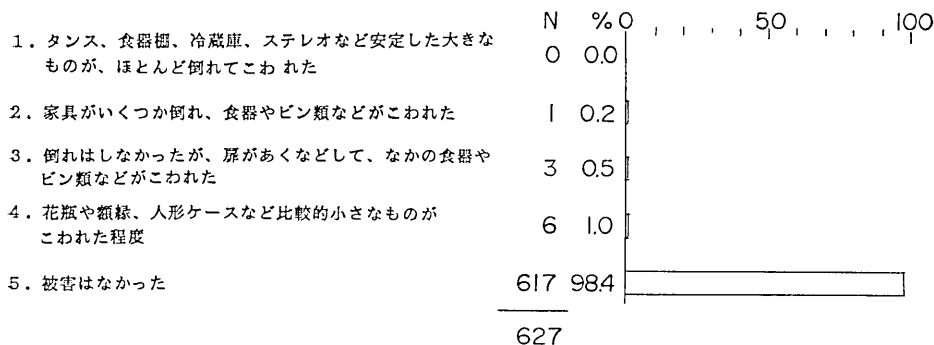 N % 0 50 100
1. タンス、食器棚、冷蔵庫、ステレオなど安定した大きな 0 0.0
ものが、ほとんど倒れてこわれた
2. 家具がいくつか倒れ、食器やビン類などがこわれた 1 0.2
3. 倒れはしなかったが、扉があくなどして、なかの食器や 3 0.5
ビン類などがこわれた
4. 花瓶や額縁、人形ケースなど比較的小さなものが 6 1.0
こわれた程度
5. 被害はなかった 617 98.4
627